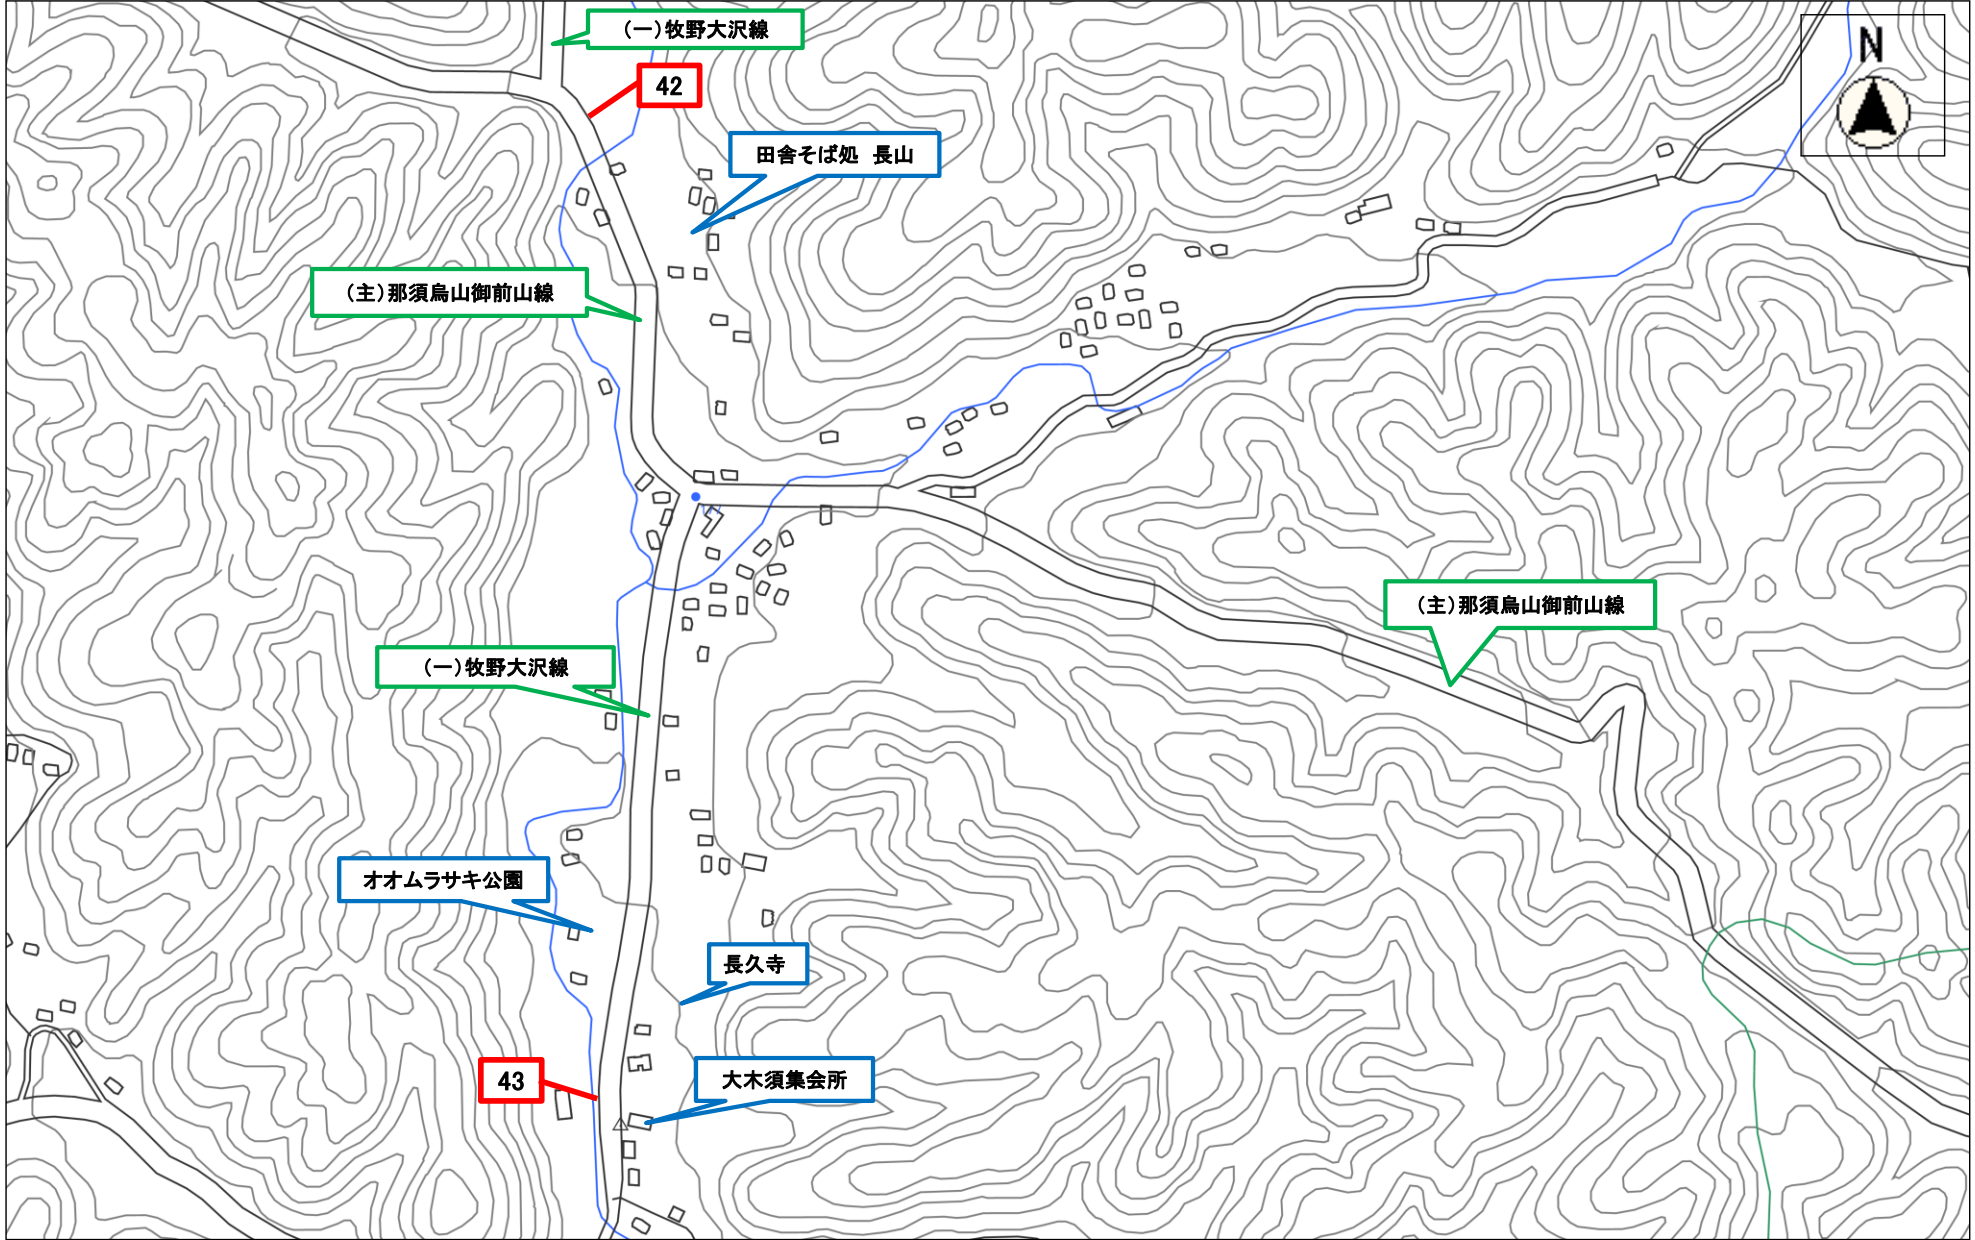 (一)牧野大沢線
N
42
田舎そば処 長山
(主)那須烏山御前山線
(主)那須烏山御前山線
(一)牧野大沢線
オオムラサキ公園
長久寺
43
大木須集会所